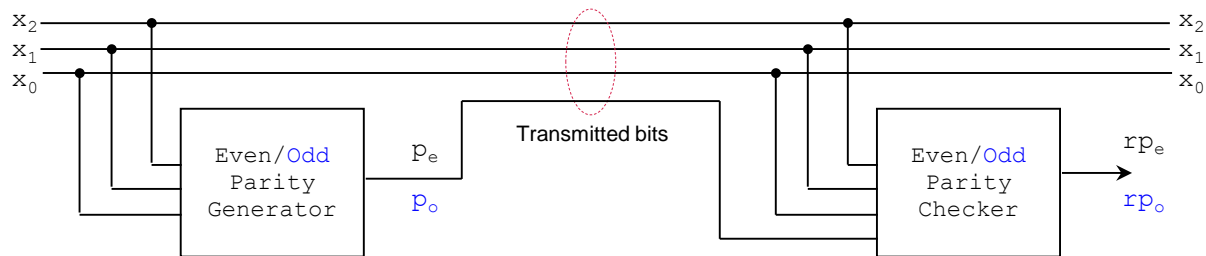 x₂
x₁
x₀
Even/Odd
Parity
Generator
pₑ
pₒ
Transmitted bits
x₂
x₁
x₀
Even/Odd
Parity
Checker
rpₑ
rpₒ